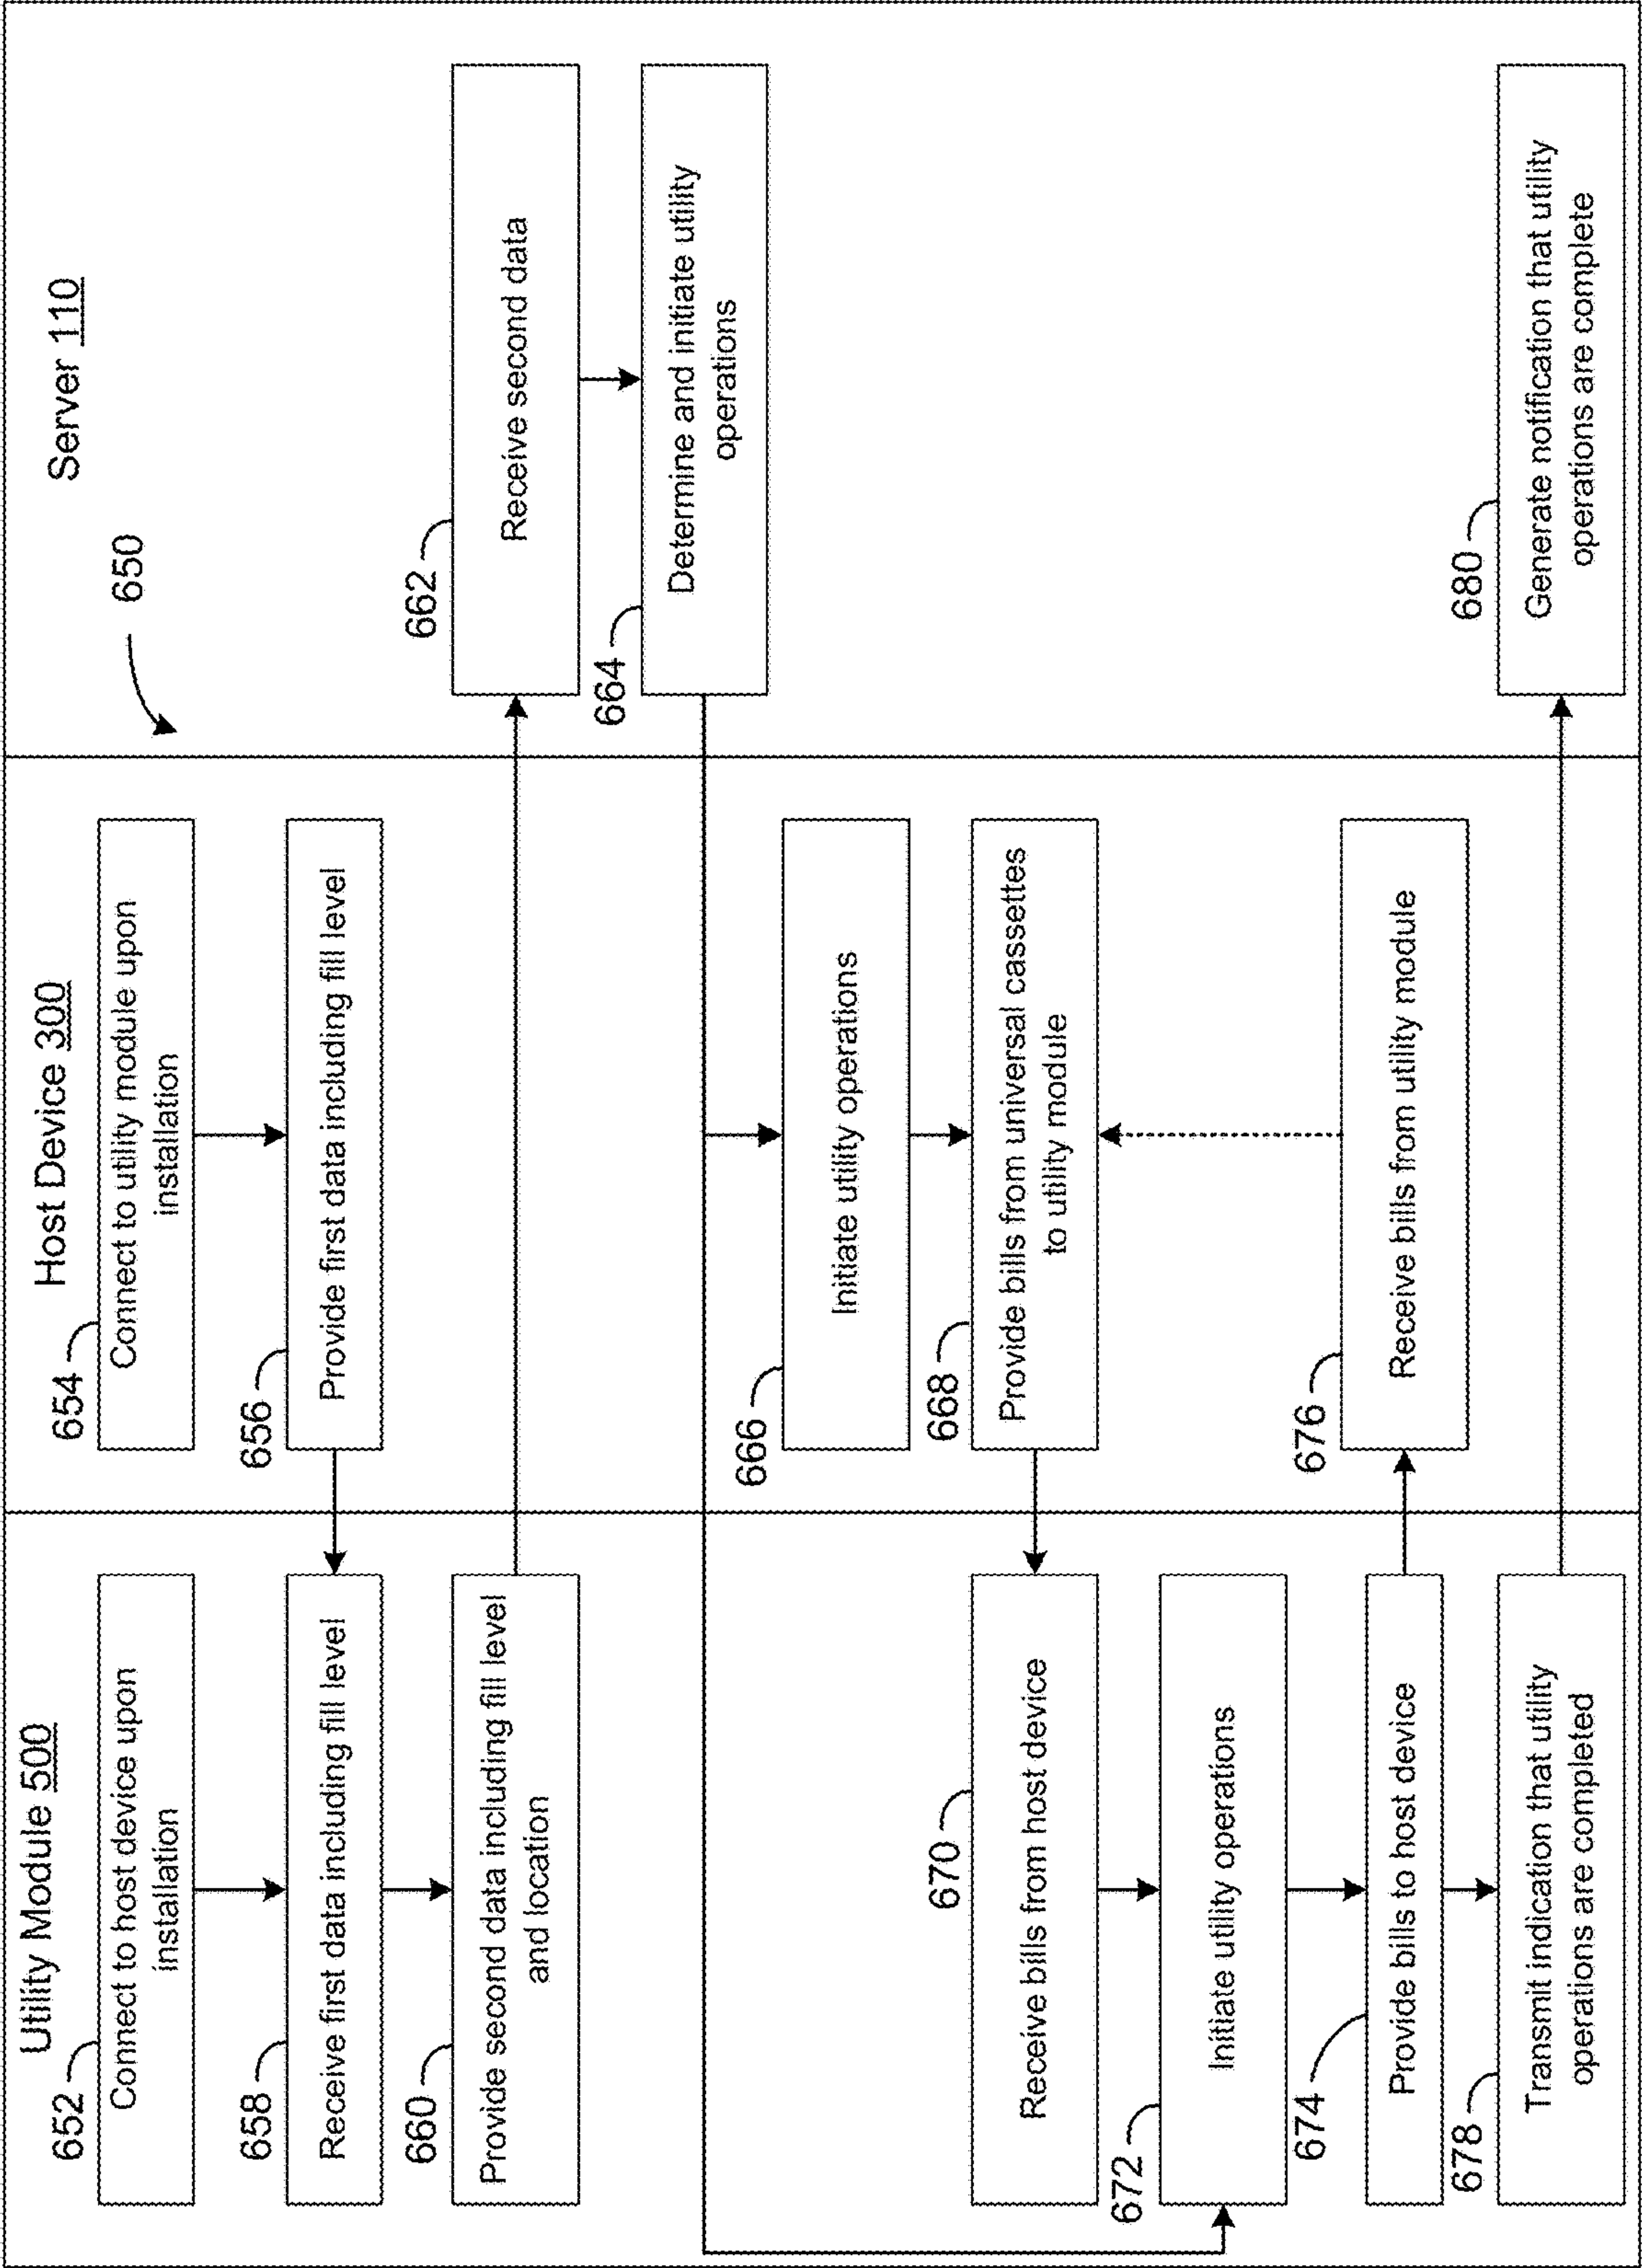 Utility Module 500
Host Device 300
Server 110
650
652
Connect to host device upon
installation
654
Connect to utility module upon
installation
656
Provide first data including fill level
658
Receive first data including fill level
660
Provide second data including fill level
and location
662
Receive second data
664
Determine and initiate utility
operations
666
Initiate utility operations
668
Provide bills from universal cassettes
to utility module
670
Receive bills from host device
672
Initiate utility operations
674
Provide bills to host device
676
Receive bills from utility module
678
Transmit indication that utility
operations are completed
680
Generate notification that utility
operations are complete